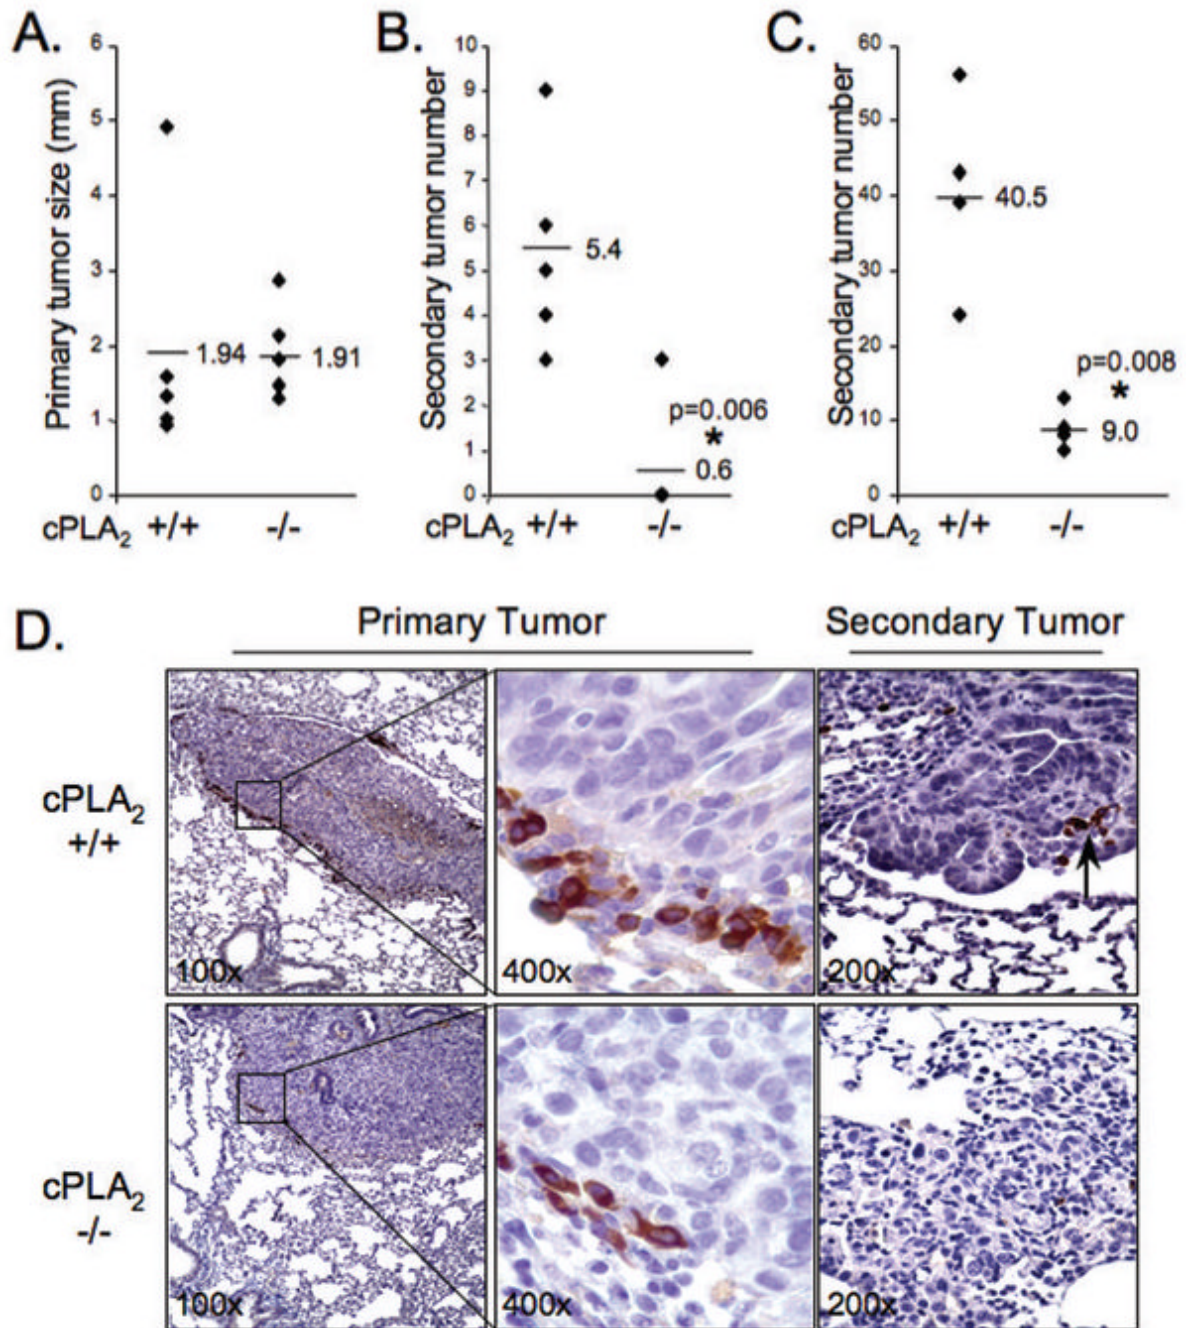 A.
Primary tumor size (mm)
6
5
4
3
2
1
0
1.94
1.91
cPLA2 +/+ -/-
B.
Secondary tumor number
10
9
8
7
6
5
4
3
2
1
0
5.4
p=0.006
*
0.6
cPLA2 +/+ -/-
C.
Secondary tumor number
60
50
40
30
20
10
0
40.5
p=0.008
*
9.0
cPLA2 +/+ -/-
D.
Primary Tumor
Secondary Tumor
cPLA2
+/+
100x
400x
200x
cPLA2
-/-
100x
400x
200x